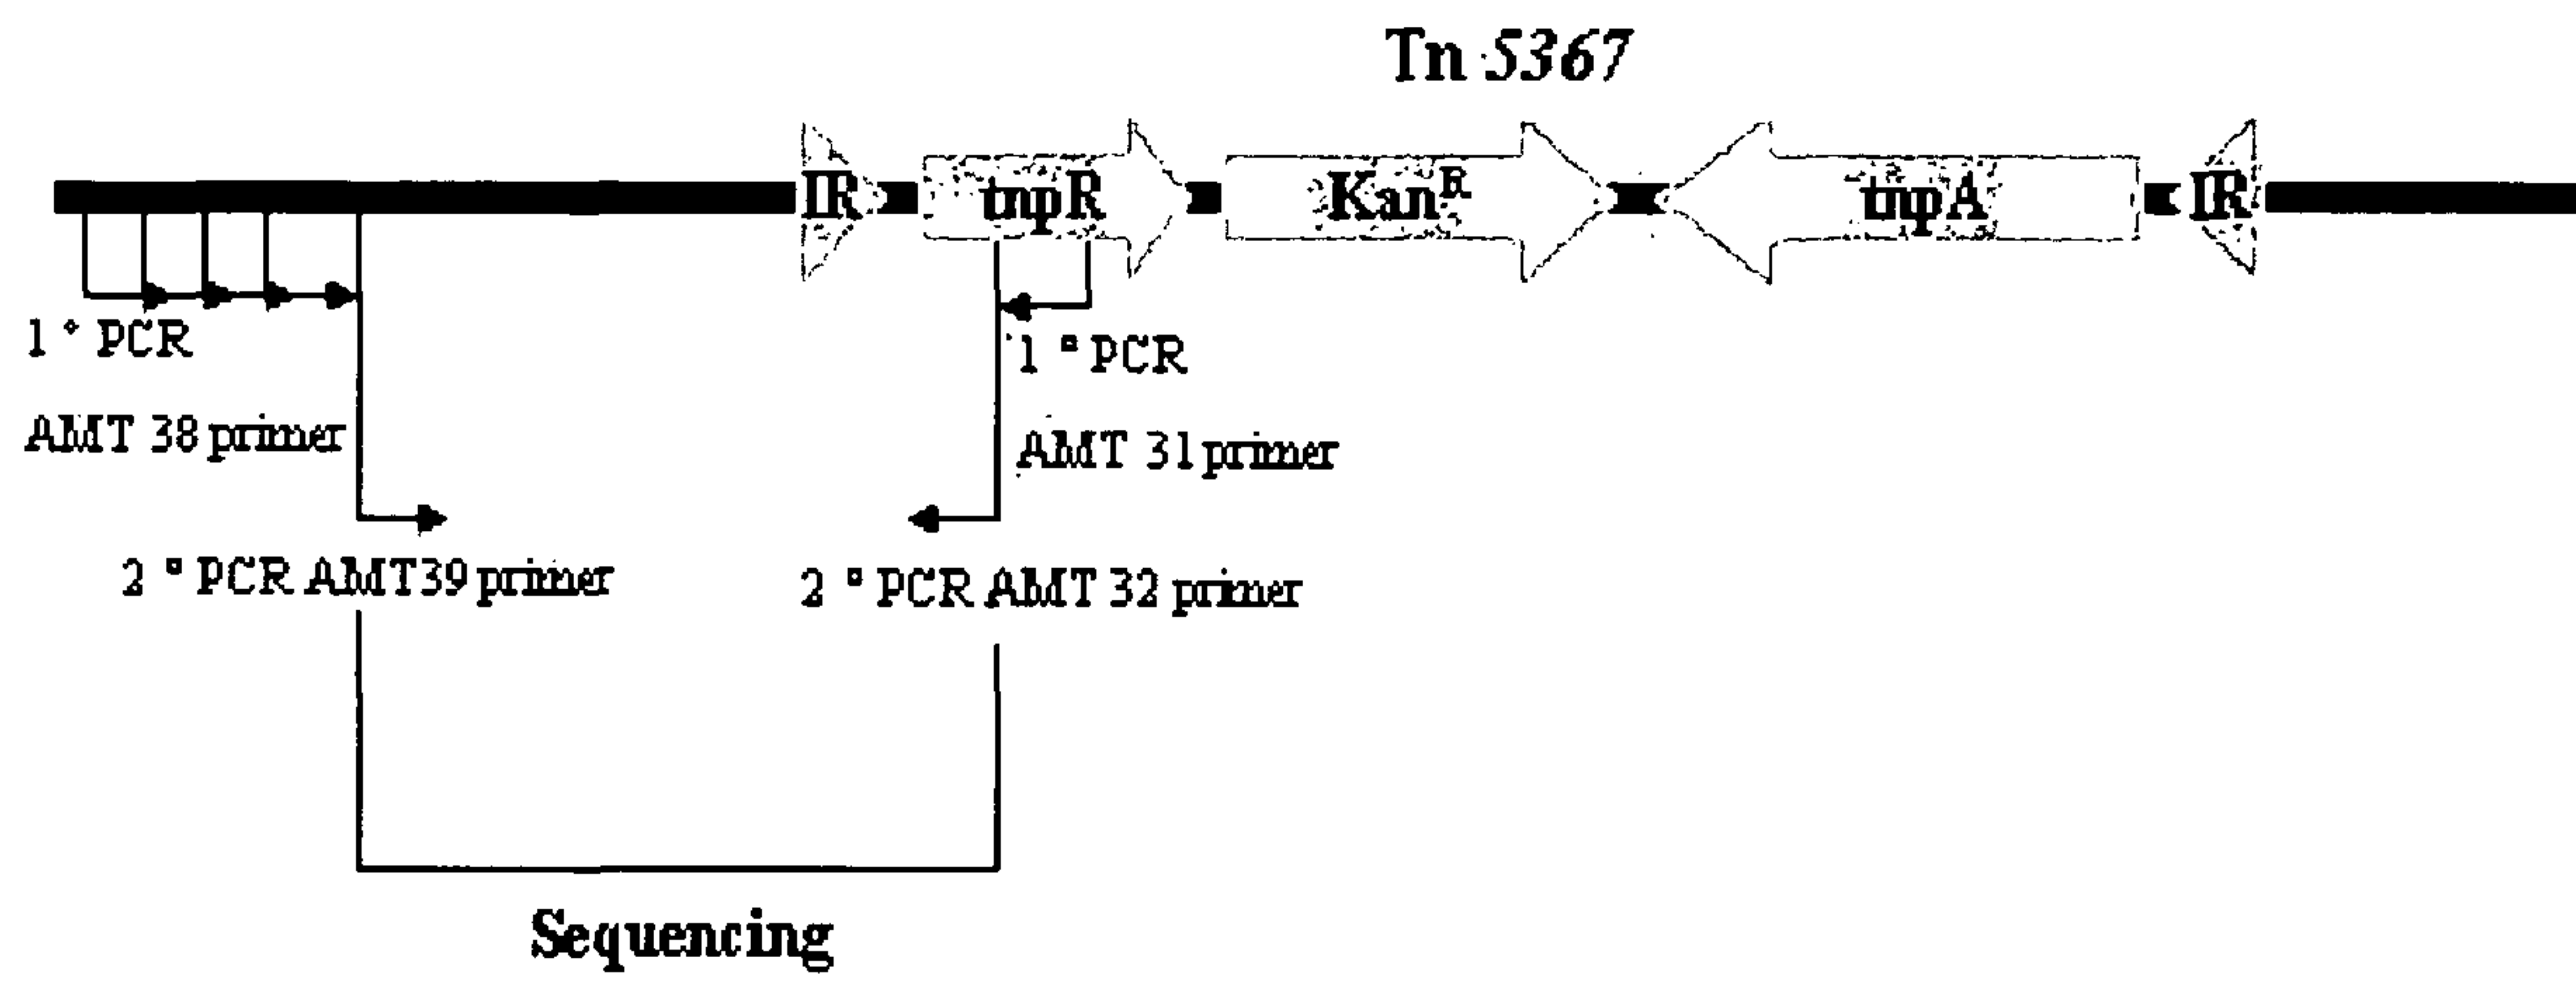 Tn 5367
IR tnpR Kanᴿ tnpA IR
1 ° PCR
1 ° PCR
AMT 38 primer
AMT 31 primer
2 ° PCR AMT39 primer
2 ° PCR AMT 32 primer
Sequencing